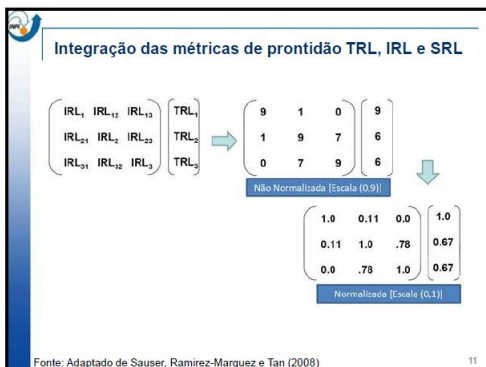 INPI
Integração das métricas de prontidão TRL, IRL e SRL
IRL₁ IRL₁₂ IRL₁₃ TRL₁
IRL₂₁ IRL₂ IRL₂₃ TRL₂
IRL₃₁ IRL₃₂ IRL₃ TRL₃
9 1 0 9
1 9 7 6
0 7 9 6
Não Normalizada [Escala (0,9)]
1.0 0.11 0.0 1.0
0.11 1.0 .78 0.67
0.0 .78 1.0 0.67
Normalizada [Escala (0,1)]
Fonte: Adaptado de Sauser, Ramirez-Marquez e Tan (2008)
11